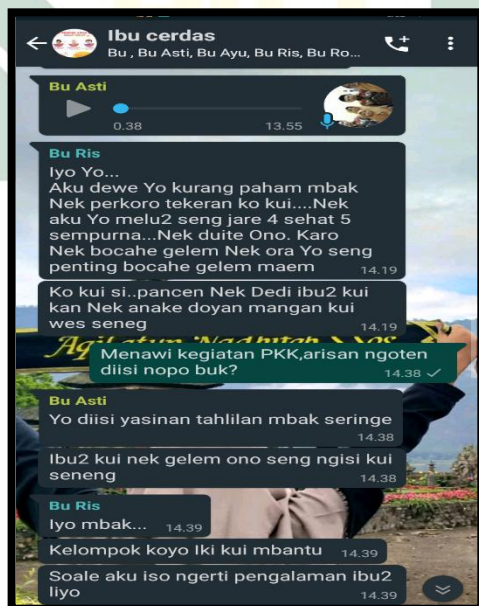 Ibu cerdas
Bu , Bu Asti, Bu Ayu, Bu Ris, Bu Ro...
Bu Asti
0.38 13.55
Bu Ris
Iyo Yo...
Aku dewe Yo kurang paham mbak
Nek perkoro tekeran ko kui....Nek
aku Yo melu2 seng jare 4 sehat 5
sempurna...Nek duite Ono. Karo
Nek bocahe gelem Nek ora Yo seng
penting bocahe gelem maem 14.19
Ko kui si..pancen Nek Dedi ibu2 kui
kan Nek anake doyan mangan kui
wes seneg 14.19
Menawi kegiatan PKK,arisan ngoten
diisi nopo buk? 14.38
Bu Asti
Yo diisi yasinan tahlilan mbak seringe
14.38
Ibu2 kui nek gelem ono seng ngisi kui
seneng 14.38
Bu Ris
Iyo mbak... 14.39
Kelompok koyo Iki kui mbantu 14.39
Soale aku iso ngerti pengalaman ibu2
liyo 14.39